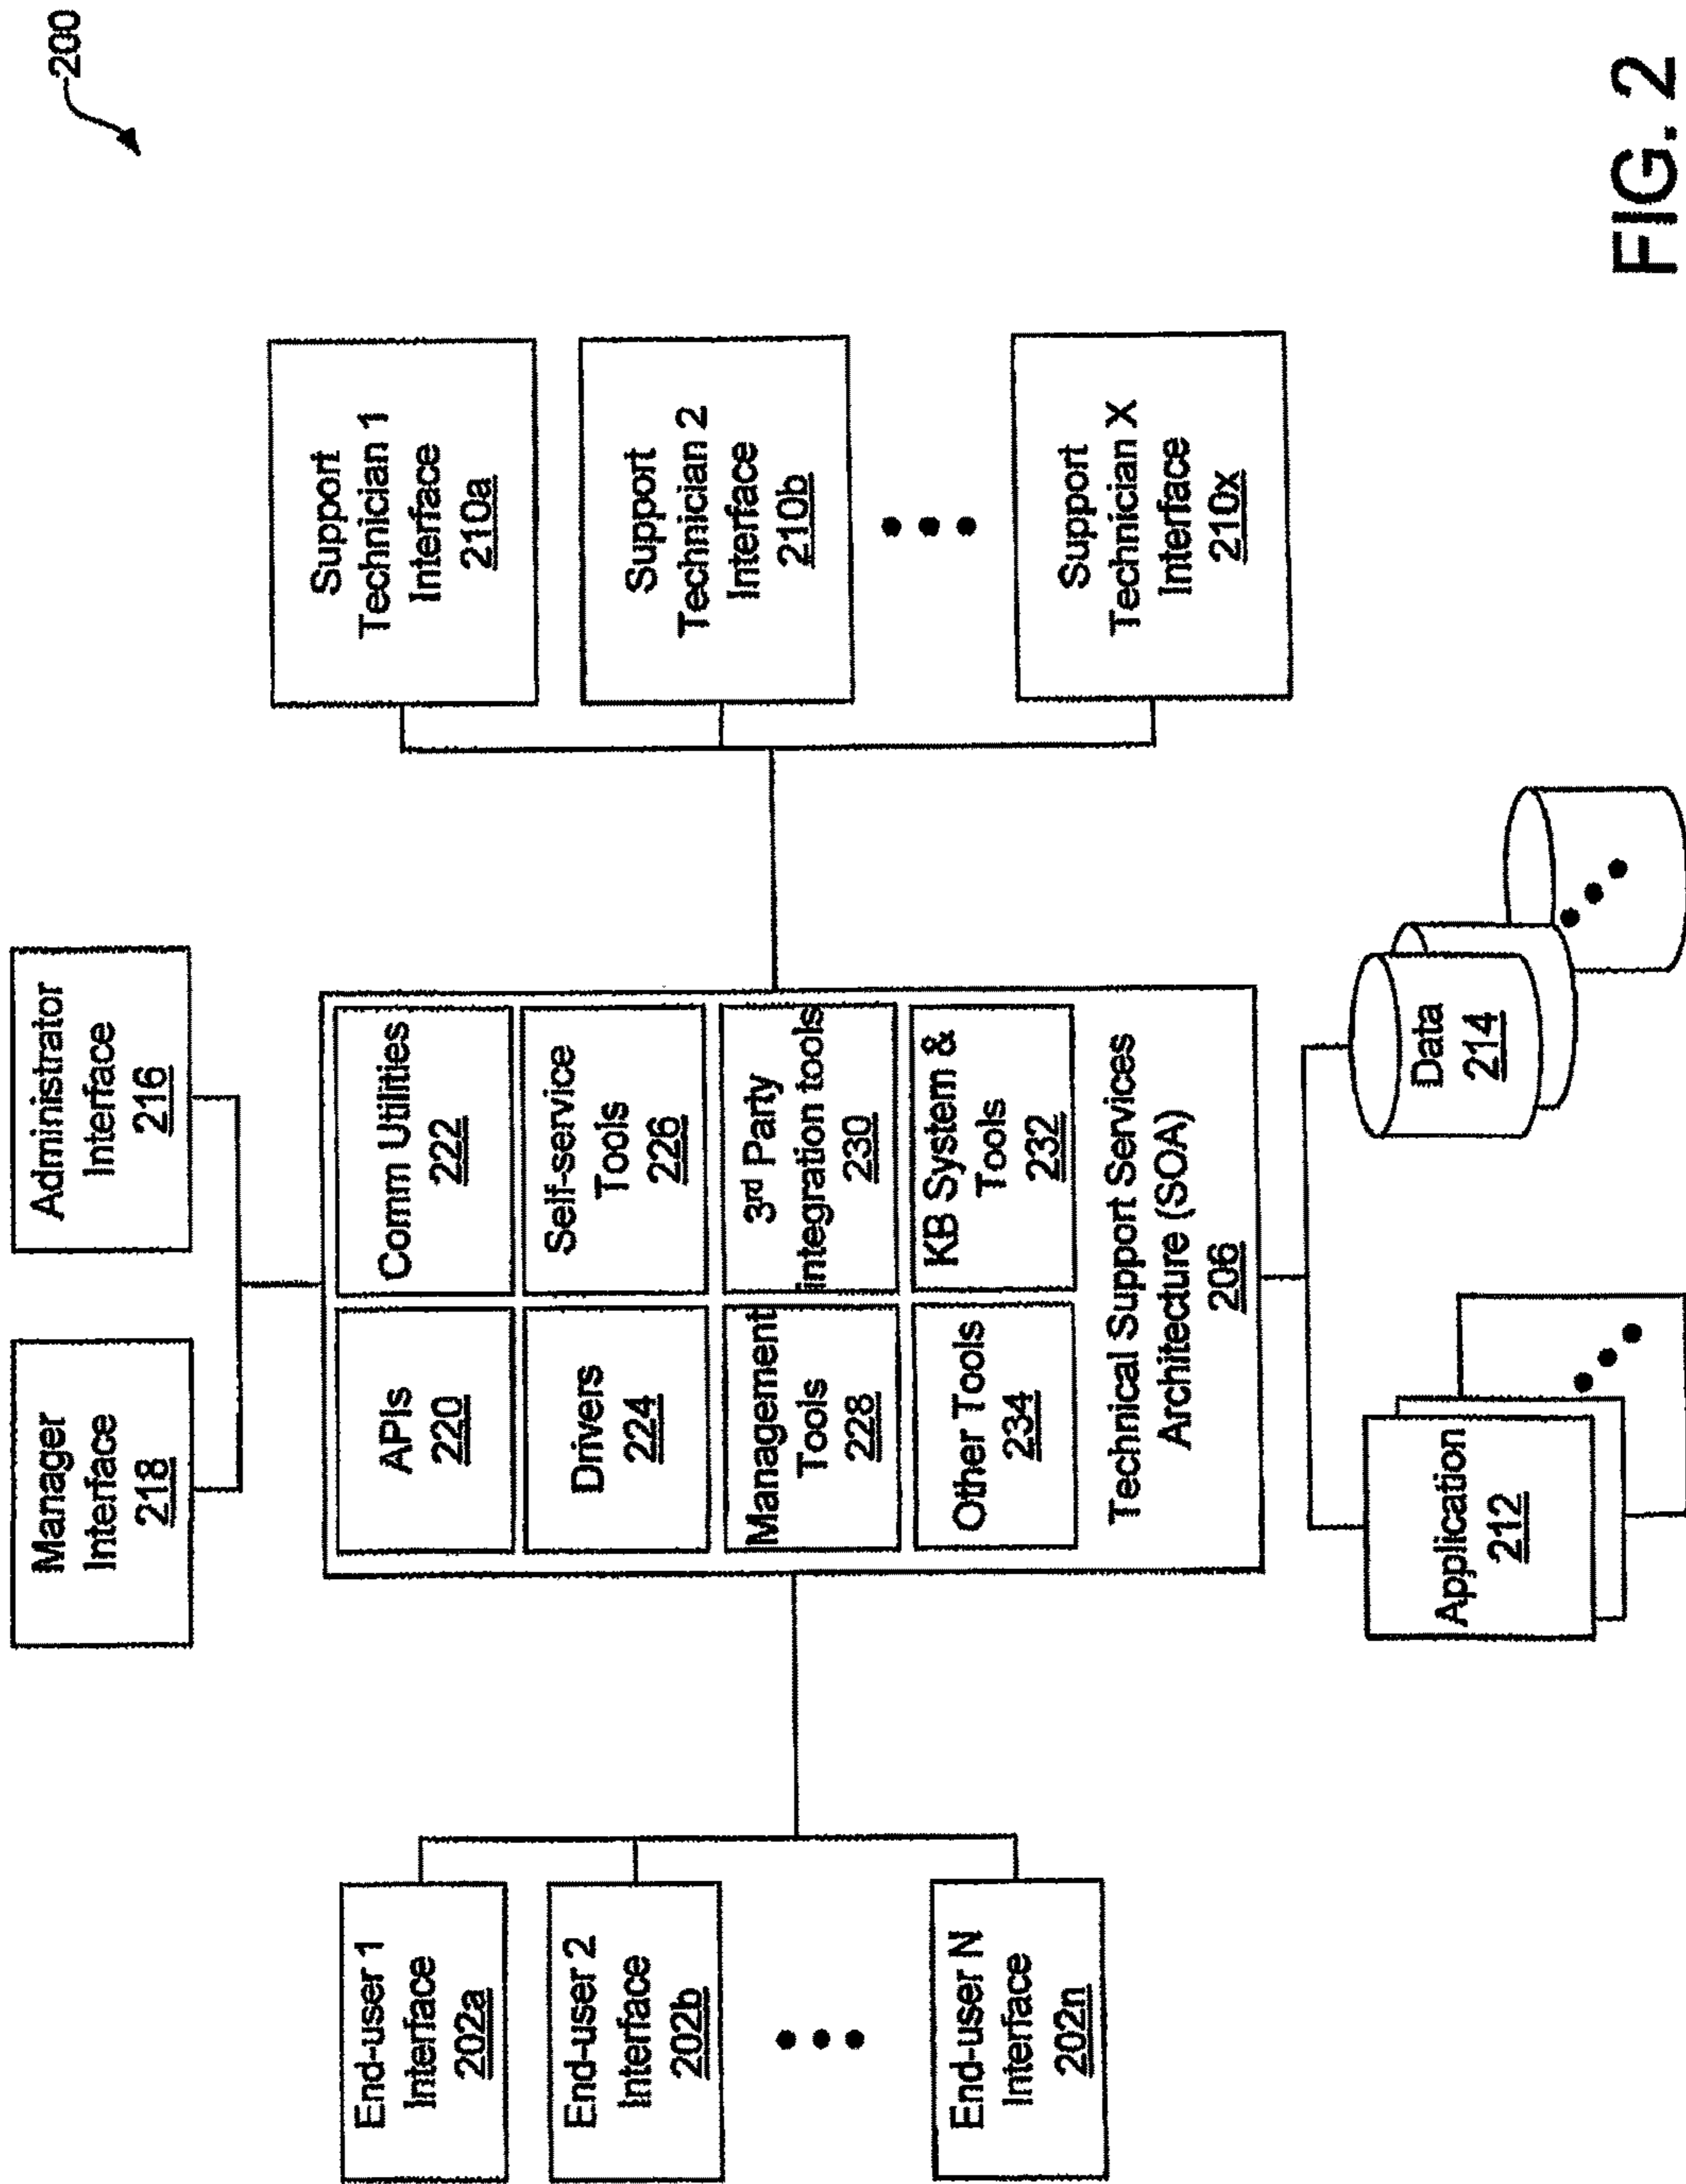 200
Manager
Interface
218
Administrator
Interface
216
End-user 1
Interface
202a
End-user 2
Interface
202b
End-user N
Interface
202n
APIs
220
Comm Utilities
222
Drivers
224
Self-service
Tools
226
Management
Tools
228
3rd Party
integration tools
230
Other Tools
234
KB System &
Tools
232
Technical Support Services
Architecture (SOA)
206
Support
Technician 1
Interface
210a
Support
Technician 2
Interface
210b
Support
Technician X
Interface
210x
Application
212
Data
214
FIG. 2